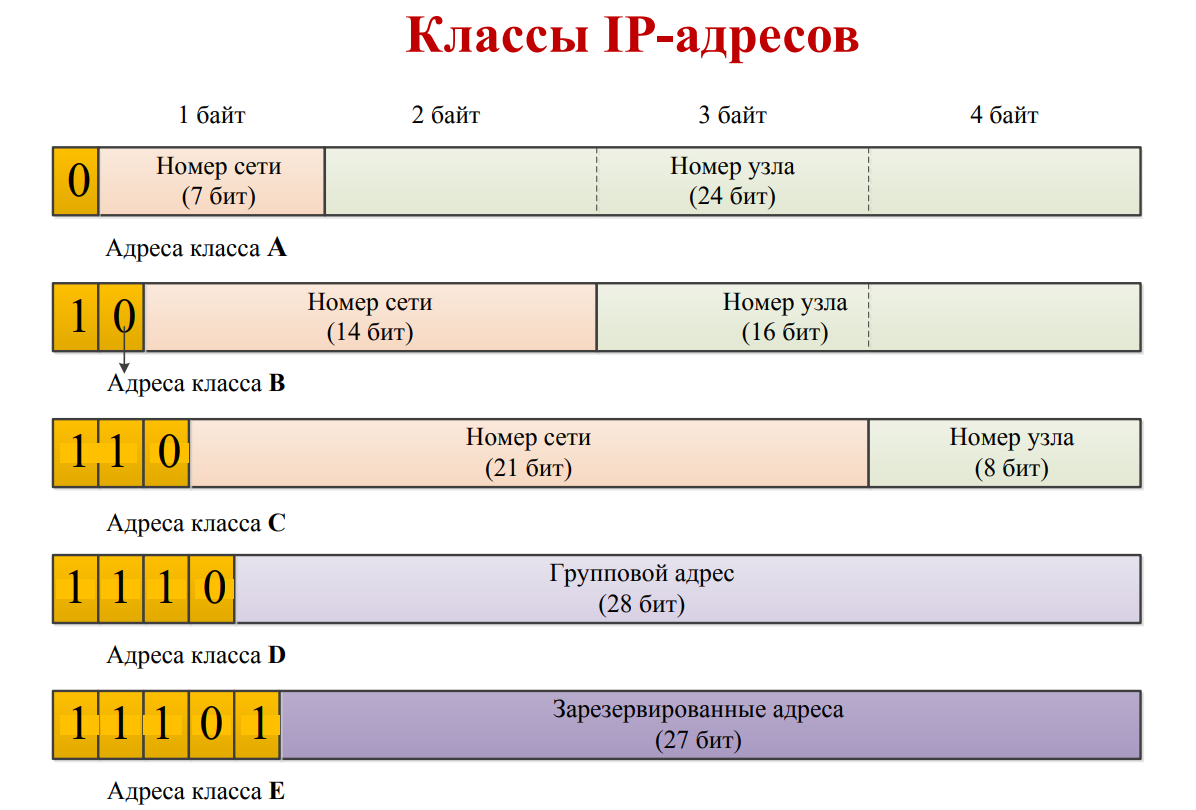 Классы IP-адресов
1 байт 2 байт 3 байт 4 байт
0 Номер сети Номер узла
(7 бит) (24 бит)
Адреса класса A
1 0 Номер сети Номер узла
(14 бит) (16 бит)
Адреса класса B
1 1 0 Номер сети Номер узла
(21 бит) (8 бит)
Адреса класса C
1 1 1 0 Групповой адрес
(28 бит)
Адреса класса D
1 1 1 0 1 Зарезервированные адреса
(27 бит)
Адреса класса E